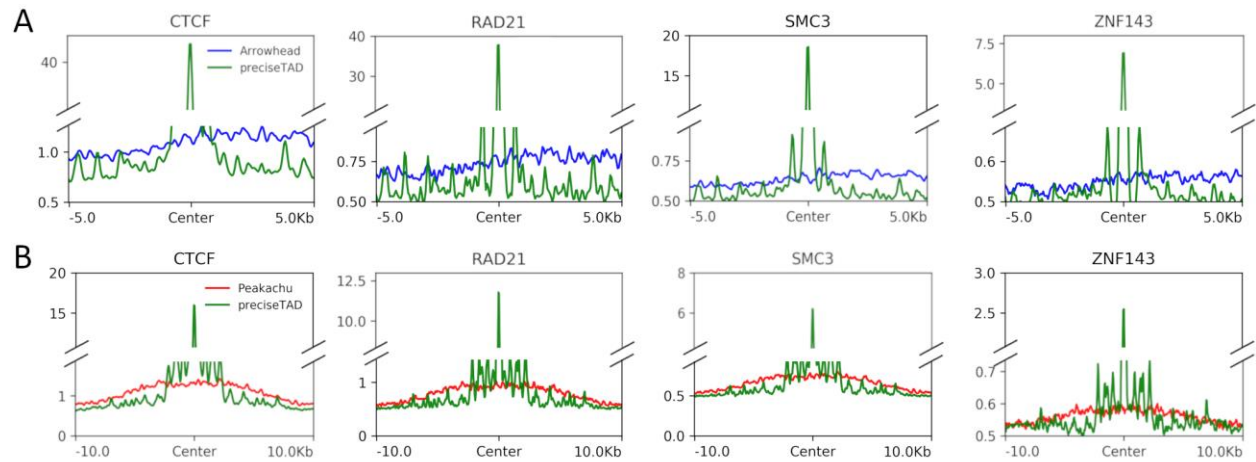 A
CTCF
RAD21
SMC3
ZNF143
Arrowhead
preciseTAD
40
1.0
0.5
-5.0 Center 5.0Kb
40
30
0.75
0.50
-5.0 Center 5.0Kb
20
15
0.75
0.50
-5.0 Center 5.0Kb
7.5
5.0
0.6
0.5
-5.0 Center 5.0Kb
B
CTCF
RAD21
SMC3
ZNF143
Peakachu
preciseTAD
20
15
1
0
-10.0 Center 10.0Kb
12.5
10.0
1
0
-10.0 Center 10.0Kb
8
6
0.5
0.0
-10.0 Center 10.0Kb
3.0
2.5
0.7
0.6
0.5
-10.0 Center 10.0Kb